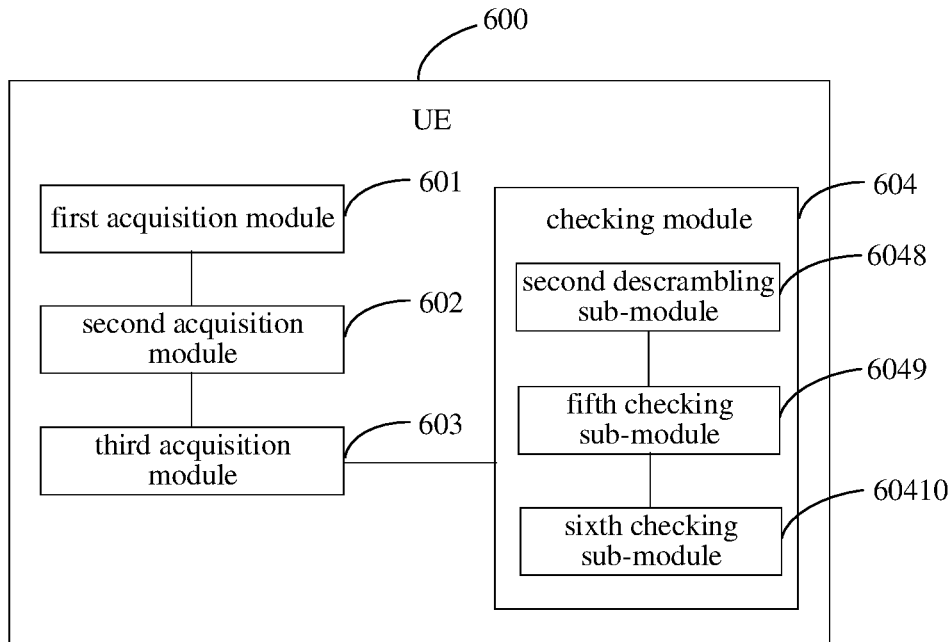 600
UE
601
first acquisition module
604
checking module
6048
second descrambling
sub-module
602
second acquisition
module
6049
fifth checking
sub-module
603
third acquisition
module
60410
sixth checking
sub-module